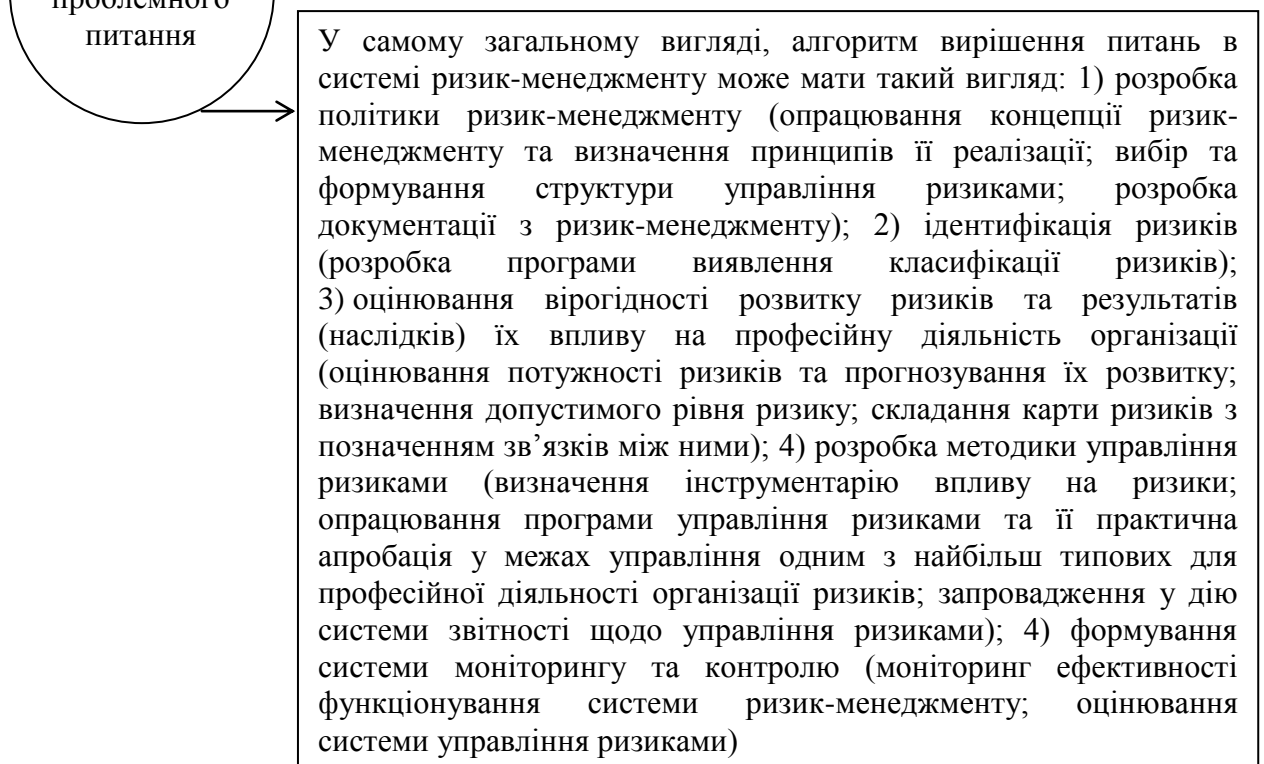 проблемного
питання
У самому загальному вигляді, алгоритм вирішення питань в
системі ризик-менеджменту може мати такий вигляд: 1) розробка
політики ризик-менеджменту (опрацювання концепції ризик-
менеджменту та визначення принципів її реалізації; вибір та
формування структури управління ризиками; розробка
документації з ризик-менеджменту); 2) ідентифікація ризиків
(розробка програми виявлення класифікації ризиків);
3) оцінювання вірогідності розвитку ризиків та результатів
(наслідків) їх впливу на професійну діяльність організації
(оцінювання потужності ризиків та прогнозування їх розвитку;
визначення допустимого рівня ризику; складання карти ризиків з
позначенням зв’язків між ними); 4) розробка методики управління
ризиками (визначення інструментарію впливу на ризики;
опрацювання програми управління ризиками та її практична
апробація у межах управління одним з найбільш типових для
професійної діяльності організації ризиків; запровадження у дію
системи звітності щодо управління ризиками); 4) формування
системи моніторингу та контролю (моніторинг ефективності
функціонування системи ризик-менеджменту; оцінювання
системи управління ризиками)